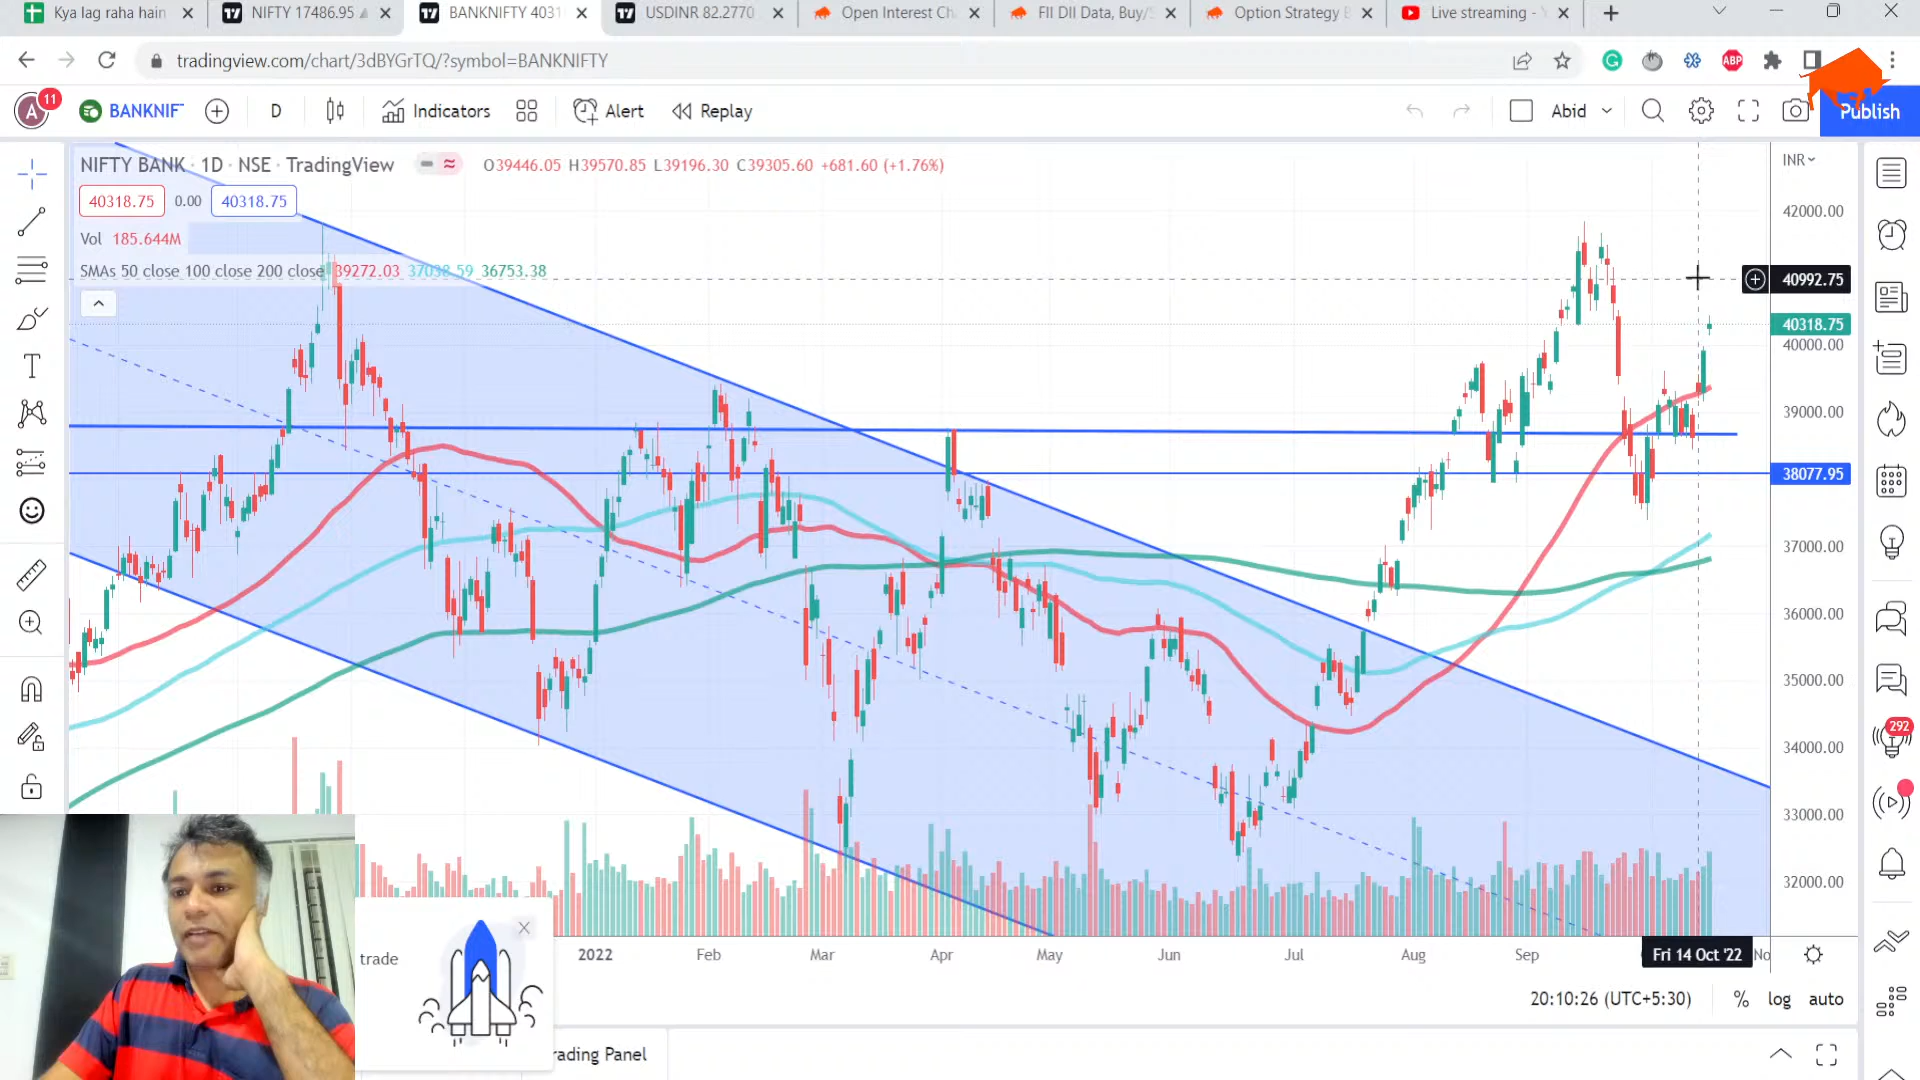 Kya lag raha hain
NIFTY 17486.95
BANKNIFTY 4031
USDINR 82.2770
Open Interest Ch
FII DII Data, Buy/S
Option Strategy B
Live streaming - Y
tradingview.com/chart/3dBYGrTQ/?symbol=BANKNIFTY
ABP
A 11 BANKNIF D Indicators Alert Replay Abid Publish
NIFTY BANK · 1D · NSE · TradingView O39446.05 H39570.85 L39196.30 C39305.60 +681.60 (+1.76%)
INR
40318.75 0.00 40318.75
42000.00
Vol 185.644M
SMAs 50 close 100 close 200 close 39272.03 37038.59 36753.38
40992.75
40318.75
40000.00
39000.00
38077.95
37000.00
36000.00
35000.00
34000.00
33000.00
32000.00
292
2022 Feb Mar Apr May Jun Jul Aug Sep Fri 14 Oct '22 No
trade
20:10:26 (UTC+5:30) % log auto
rading Panel